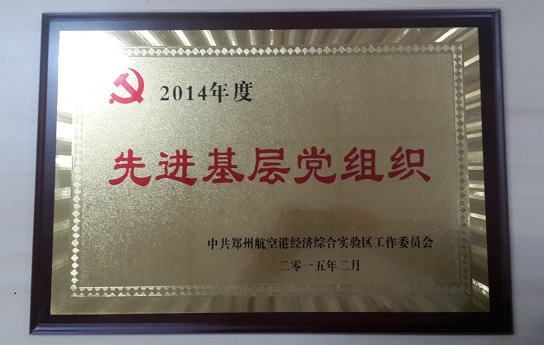 2014年度
先进基层党组织
中共郑州航空港经济综合实验区工作委员会
二零一五年二月